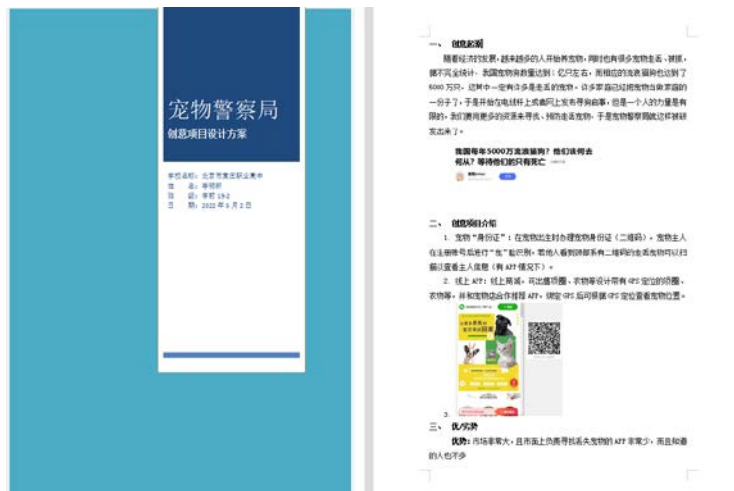 宠物警察局
创意项目设计方案
学校名称：北京市黄庄职业高中
日 期：2022年5月2日
一、 创意起源
随着经济的发展，越来越多的人开始养宠物，同时也有很多宠物走丢、被抓，
据不完全统计，我国宠物狗数量达到1亿只左右，而相应的流浪猫狗也达到了
5000万只，这其中一定有许多是走丢的宠物。许多家庭已经把宠物当做家庭的
一份子了，于是开始在电线杆上或者网上发布寻狗启事，但是一个人的力量是有
限的，我们要用更多的资源来寻找、预防走丢宠物，于是宠物警察局就这样被研
发出来了。
我国每年5000万流浪猫狗？他们该何去
何从？等待他们的只有死亡
二、 创意项目介绍
1. 宠物“身份证”：在宠物出生时办理宠物身份证（二维码），宠物主人
在注册账号后进行“宠”脸识别，若他人看到颈部系有二维码的走丢宠物可以扫
描以查看主人信息（有APP情况下）。
2. 线上APP：线上商城，可出售项圈、衣物等设计带有GPS定位的项圈、
衣物等，并和宠物店合作推荐APP，绑定GPS后可根据GPS定位查看宠物位置。
3.
三、 优/劣势
优势：市场非常大，且市面上负责寻找丢失宠物的APP非常少，而且知道
的人也不多